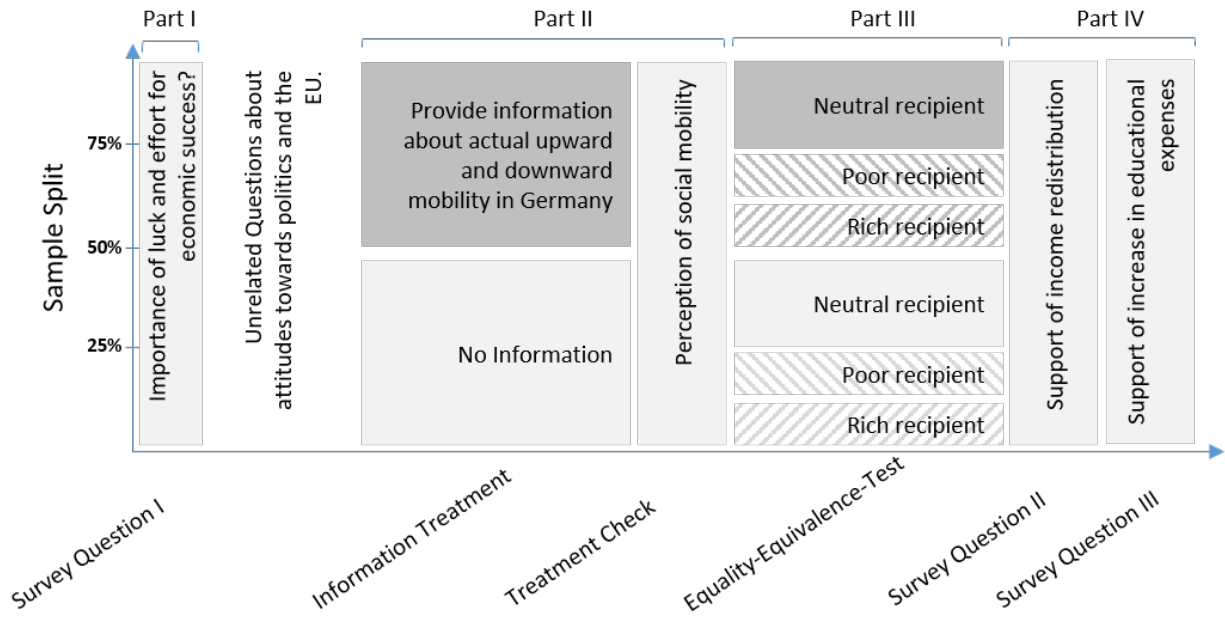 Part I
Part II
Part III
Part IV
Sample Split
75%
50%
25%
Importance of luck and effort for
economic success?
Unrelated Questions about
attitudes towards politics and the
EU.
Provide information
about actual upward
and downward
mobility in Germany
No Information
Perception of social mobility
Neutral recipient
Poor recipient
Rich recipient
Neutral recipient
Poor recipient
Rich recipient
Support of income redistribution
Support of increase in educational
expenses
Survey Question I
Information Treatment
Treatment Check
Equality-Equivalence-Test
Survey Question II
Survey Question III